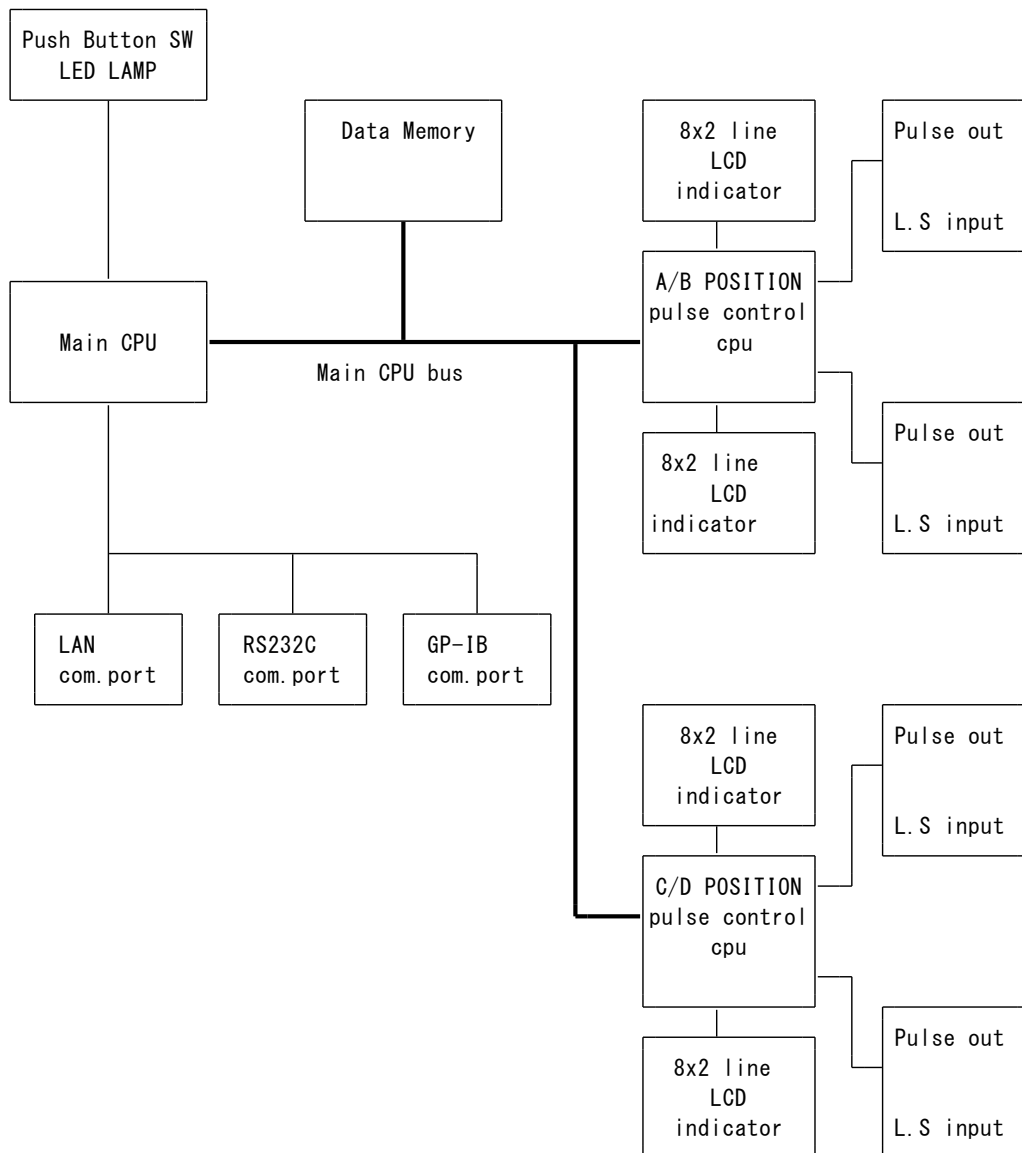 Push Button SW
LED LAMP
Data Memory
8x2 line
LCD
indicator
Pulse out
L.S input
Main CPU
Main CPU bus
A/B POSITION
pulse control
cpu
8x2 line
LCD
indicator
Pulse out
L.S input
LAN
com.port
RS232C
com.port
GP-IB
com.port
8x2 line
LCD
indicator
Pulse out
L.S input
C/D POSITION
pulse control
cpu
8x2 line
LCD
indicator
Pulse out
L.S input